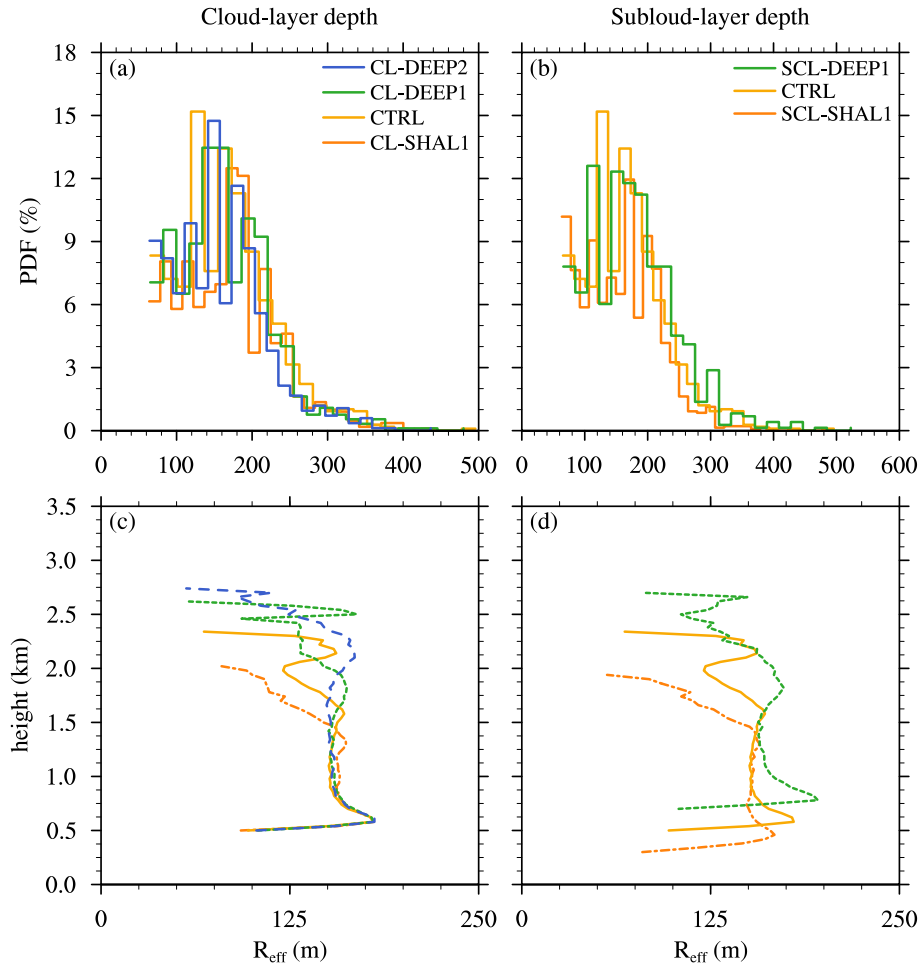 Cloud-layer depth
Subloud-layer depth
18
15
12
9
6
3
0
PDF (%)
(a)
CL-DEEP2
CL-DEEP1
CTRL
CL-SHAL1
100 200 300 400 500
(b)
SCL-DEEP1
CTRL
SCL-SHAL1
0 100 200 300 400 500 600
3.5
3.0
2.5
2.0
1.5
1.0
0.5
0.0
height (km)
(c)
0 125 250
R_eff (m)
(d)
0 125 250
R_eff (m)